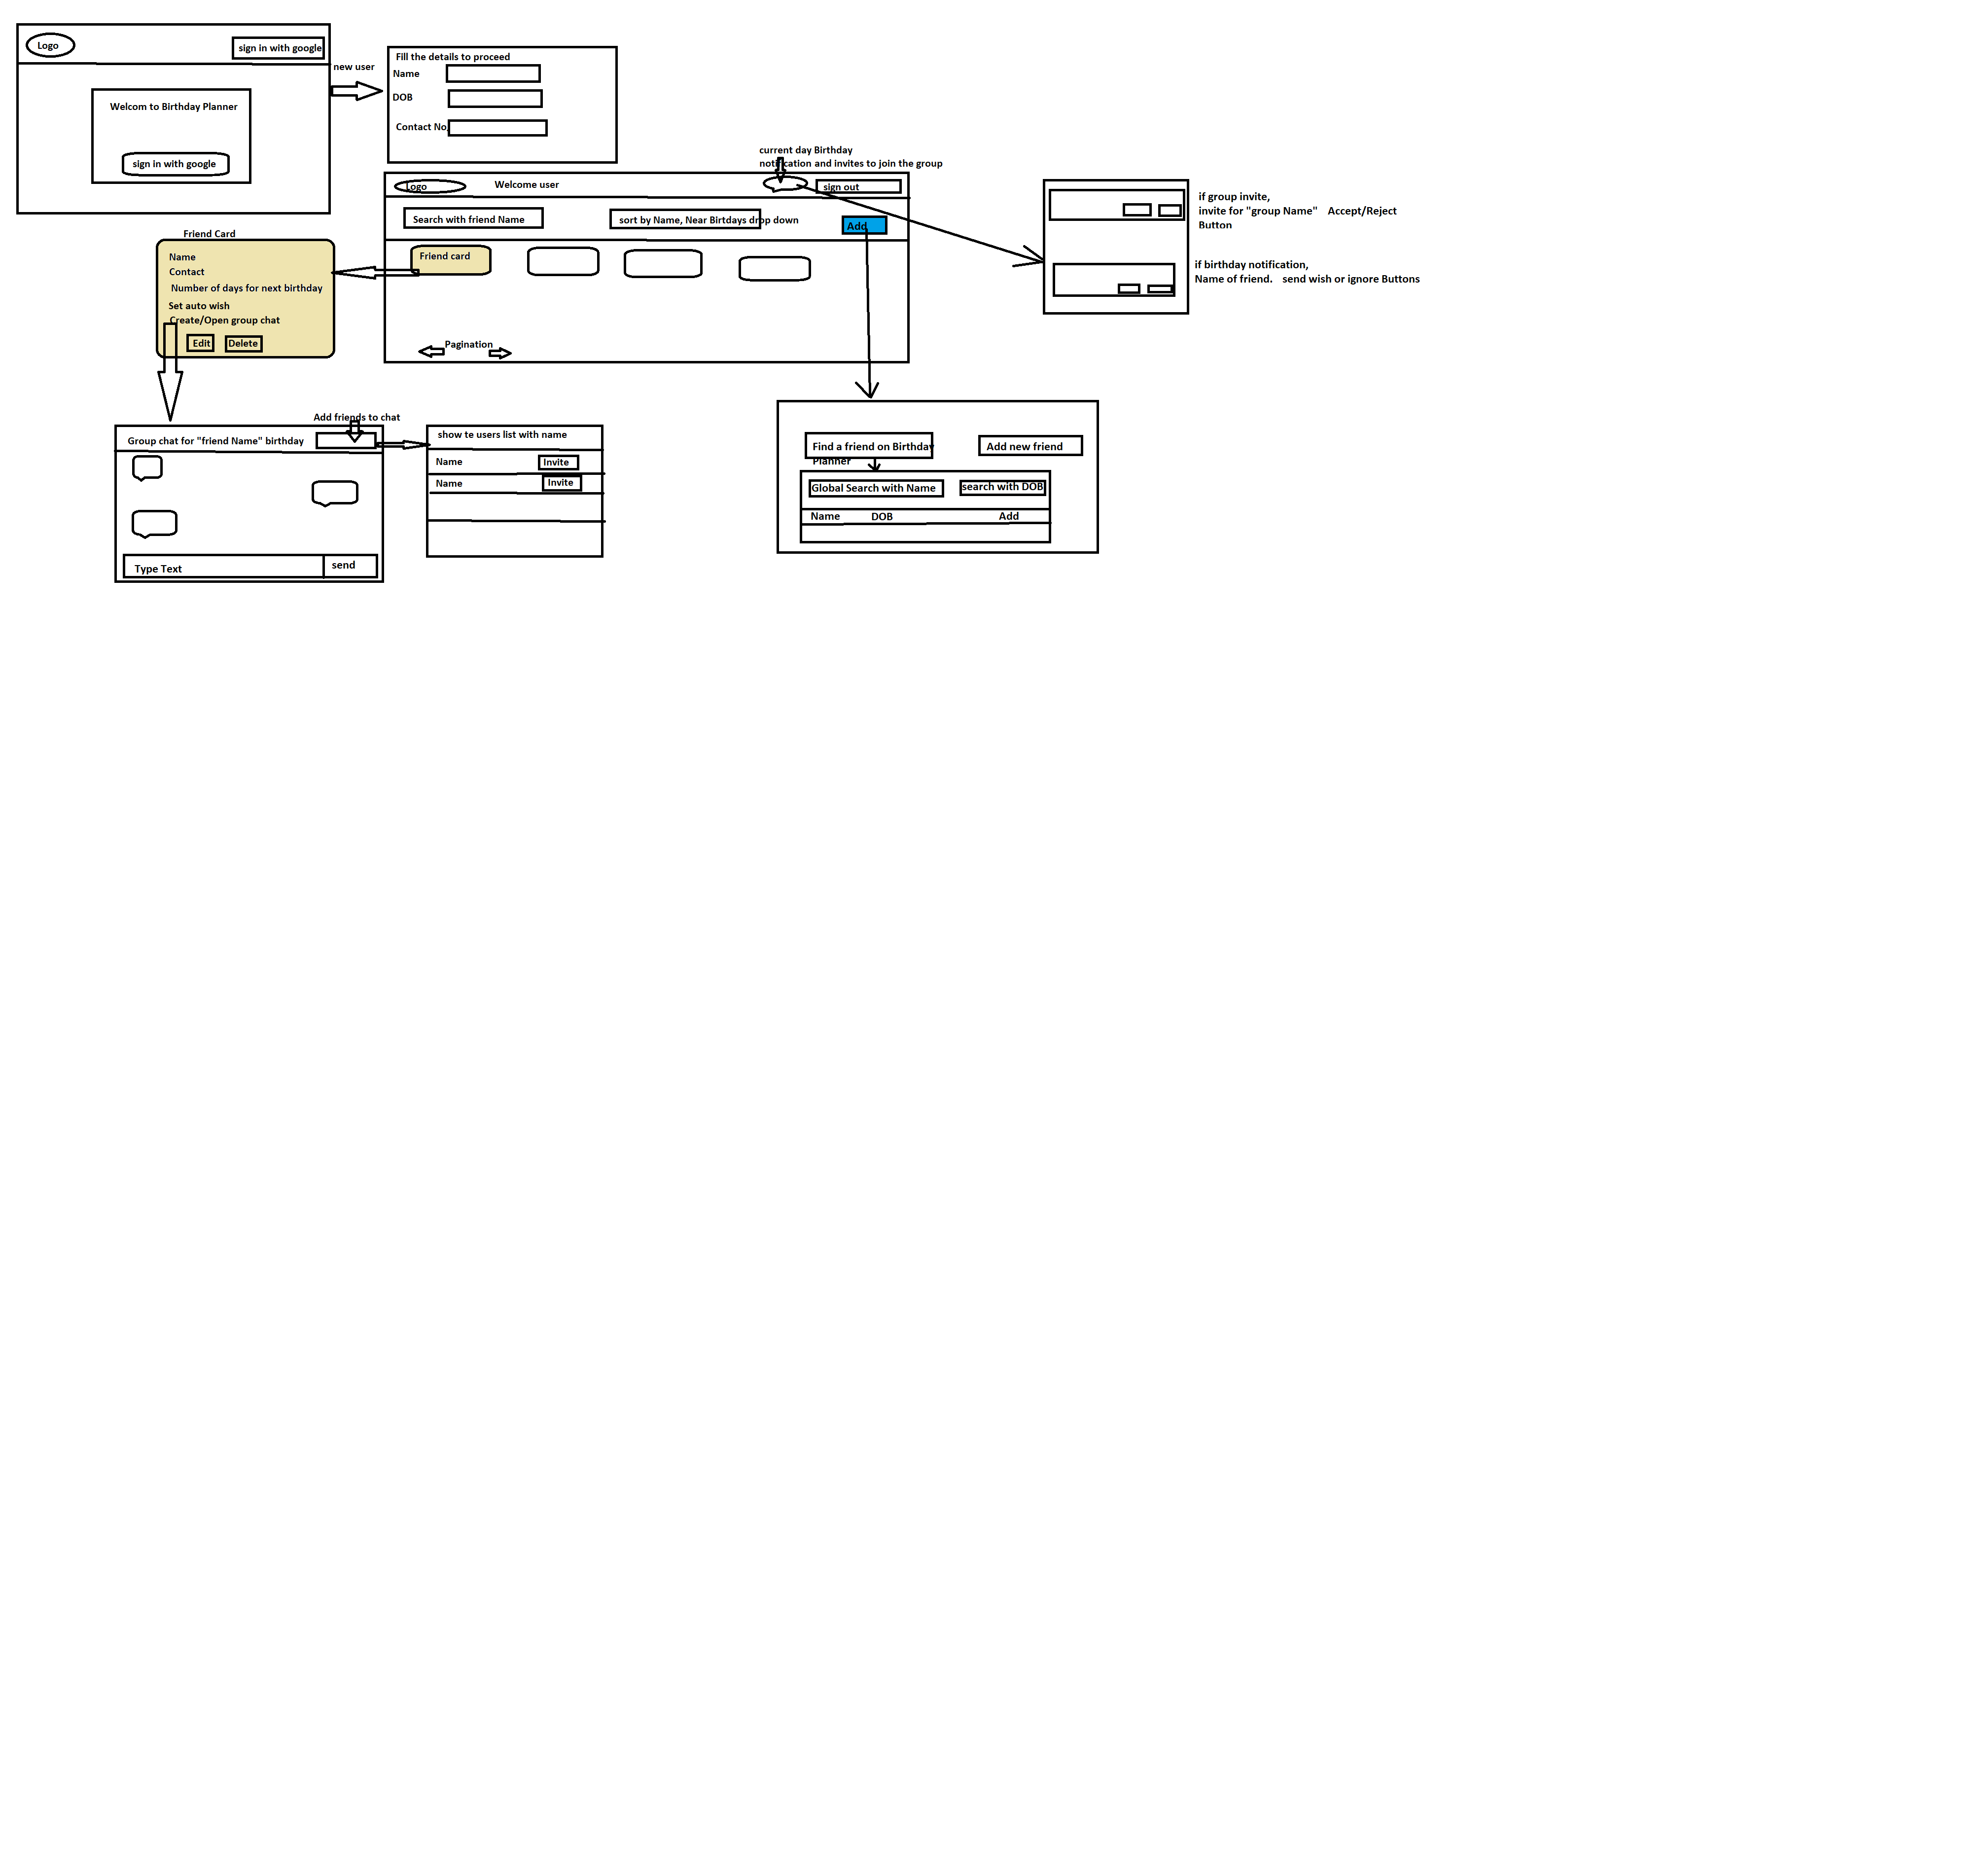 Logo
sign in with google
Welcom to Birthday Planner
sign in with google
new user
Fill the details to proceed
Name
DOB
Contact No.
current day Birthday
notification and invites to join the group
Logo
Welcome user
sign out
Search with friend Name
sort by Name, Near Birtdays drop down
Add
Friend card
Pagination
if group invite,
invite for "group Name" Accept/Reject
Button
if birthday notification,
Name of friend. send wish or ignore Buttons
Friend Card
Name
Contact
Number of days for next birthday
Set auto wish
Create/Open group chat
Edit
Delete
Add friends to chat
Group chat for "friend Name" birthday
Type Text
send
show te users list with name
Name
Invite
Name
Invite
Find a friend on Birthday
Planner
Add new friend
Global Search with Name
search with DOB
Name
DOB
Add